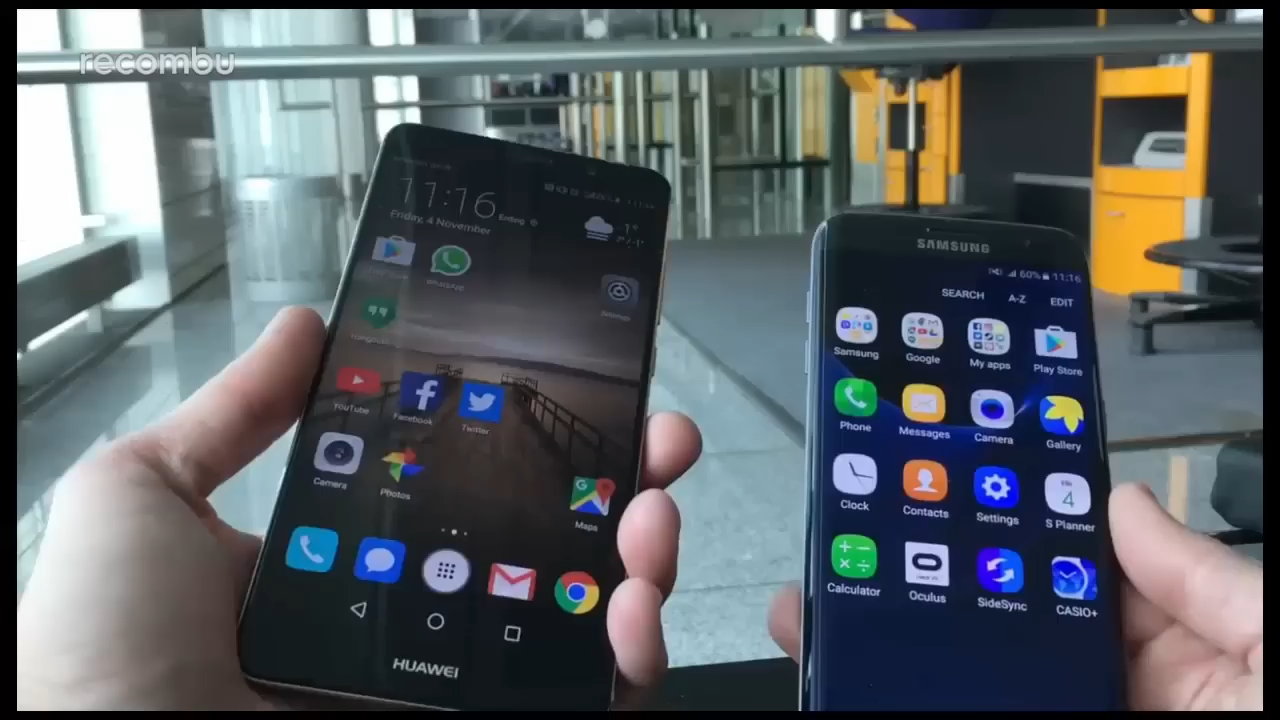 recombu
11:16
Friday, 4 November
WhatsApp
YouTube
Facebook
Twitter
Camera
Photos
G
Maps
HUAWEI
SAMSUNG
60% 11:16
SEARCH A-Z EDIT
Samsung Google My apps Play Store
Phone Messages Camera Gallery
4
Clock Contacts Settings S Planner
Calculator Oculus SideSync CASIO+